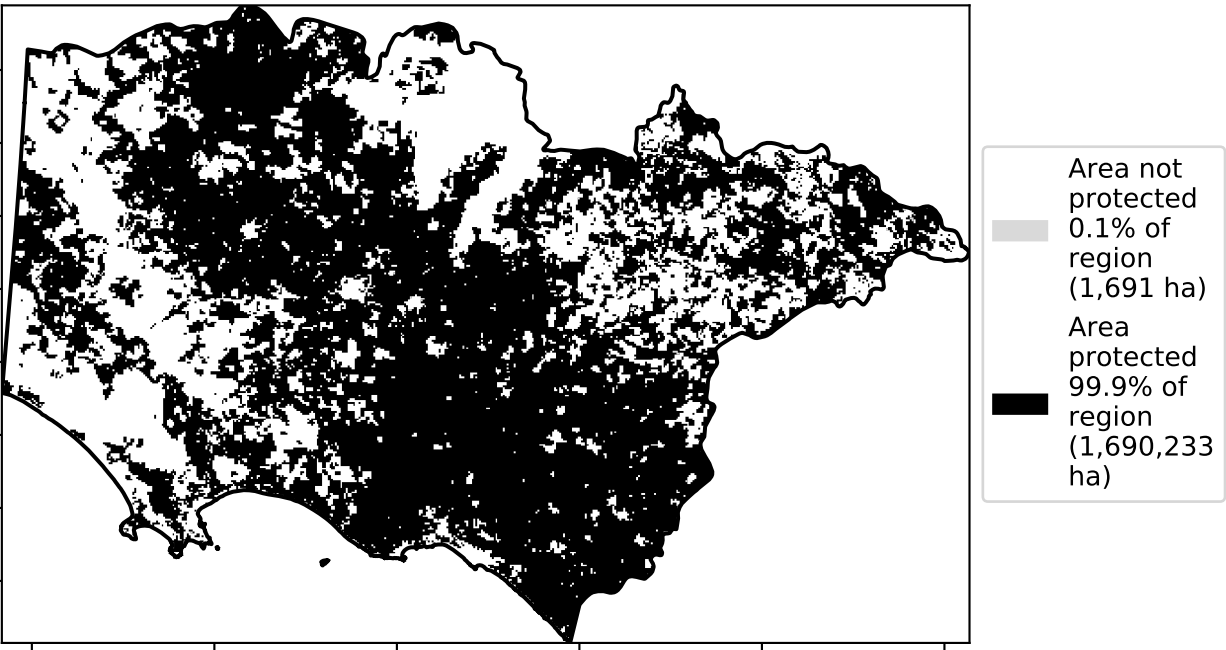 Area not
protected
0.1% of
region
(1,691 ha)
Area
protected
99.9% of
region
(1,690,233
ha)